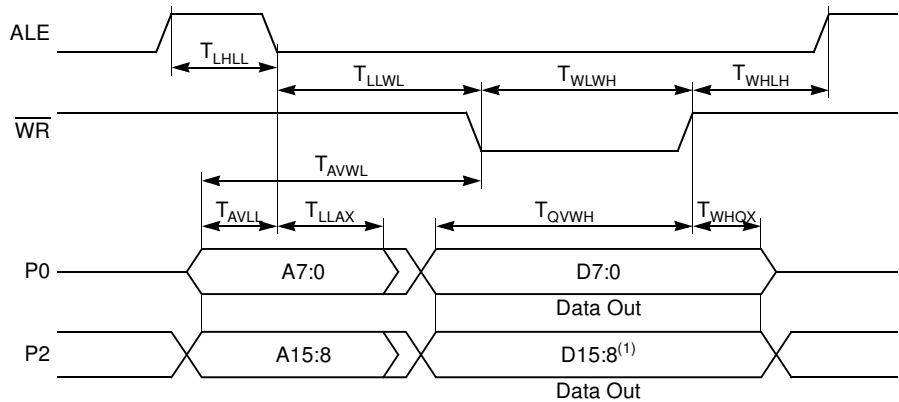 ALE
T_LHLL
T_LLWL
T_WLWH
T_WHLH
WR
T_AVWL
T_AVLL
T_LLAX
T_QVWH
T_WHQX
P0
A7:0
D7:0
Data Out
P2
A15:8
D15:8(1)
Data Out